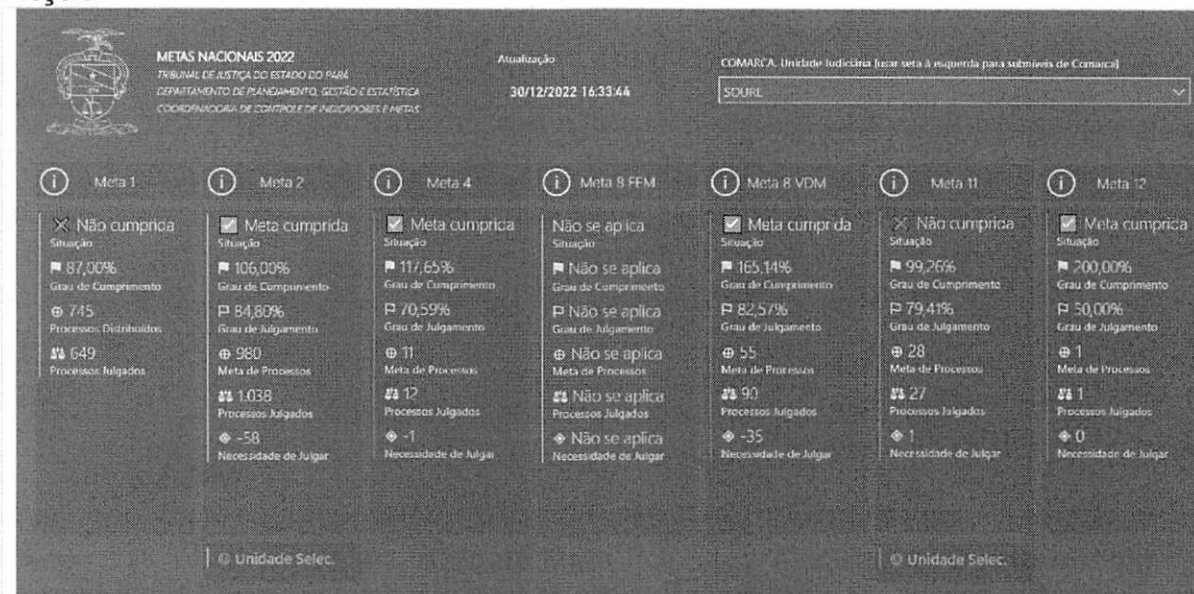 METAS NACIONAIS 2022
TRIBUNAL DE JUSTIÇA DO ESTADO DO PARÁ
DEPARTAMENTO DE PLANEJAMENTO, GESTÃO E ESTATÍSTICA
COORDENADORIA DE CONTROLE DE INDICADORES E METAS
Atualização
30/12/2022 16:33:44
COMARCA, Unidade Judiciária [usar seta à esquerda para subníveis de Comarca]
SOURE
Meta 1
Não cumprida
Situação
87,00%
Grau de Cumprimento
745
Processos Distribuídos
649
Processos Julgados
Meta 2
Meta cumprida
Situação
106,00%
Grau de Cumprimento
84,80%
Grau de Julgamento
980
Meta de Processos
1.038
Processos Julgados
-58
Necessidade de Julgar
Unidade Selec.
Meta 4
Meta cumprida
Situação
117,65%
Grau de Cumprimento
70,59%
Grau de Julgamento
11
Meta de Processos
12
Processos Julgados
-1
Necessidade de Julgar
Meta 8 FEM
Não se aplica
Situação
Não se aplica
Grau de Cumprimento
Não se aplica
Grau de Julgamento
Não se aplica
Meta de Processos
Não se aplica
Processos Julgados
Não se aplica
Necessidade de Julgar
Meta 8 VDM
Meta cumprida
Situação
165,14%
Grau de Cumprimento
82,57%
Grau de Julgamento
55
Meta de Processos
90
Processos Julgados
-35
Necessidade de Julgar
Meta 11
Não cumprida
Situação
99,26%
Grau de Cumprimento
79,41%
Grau de Julgamento
28
Meta de Processos
27
Processos Julgados
1
Necessidade de Julgar
Unidade Selec.
Meta 12
Meta cumprida
Situação
200,00%
Grau de Cumprimento
50,00%
Grau de Julgamento
1
Meta de Processos
1
Processos Julgados
0
Necessidade de Julgar